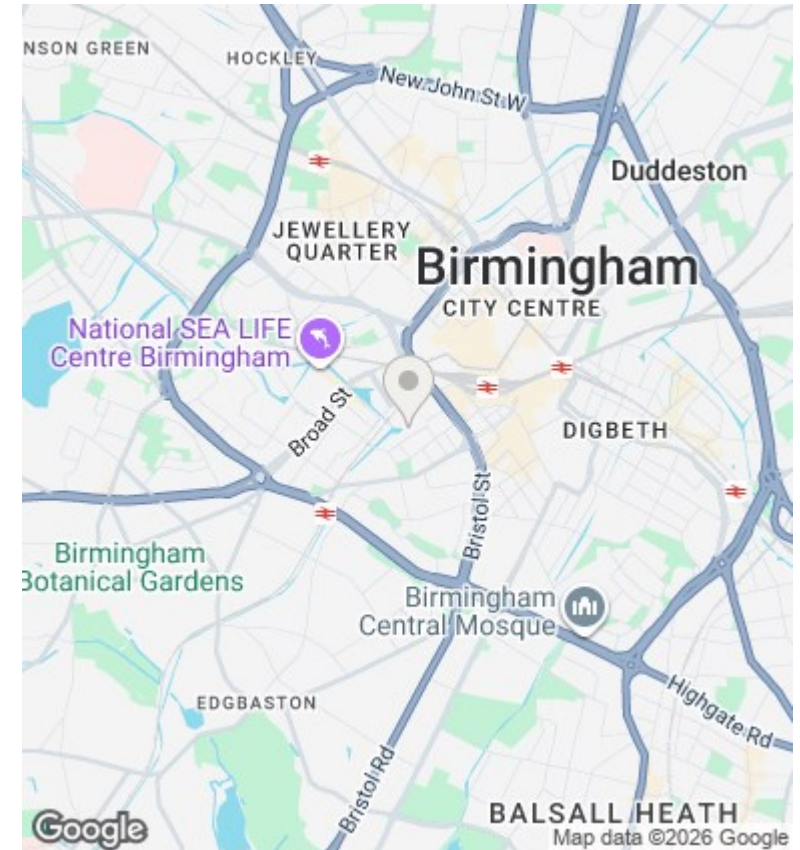 NSON GREEN
HOCKLEY
New John St W
Duddeston
JEWELLERY
QUARTER
Birmingham
CITY CENTRE
National SEA LIFE
Centre Birmingham
Broad St
DIGBETH
Bristol St
Birmingham
Botanical Gardens
Birmingham
Central Mosque
EDGBASTON
Highgate Rd
Bristol Rd
BALSALL HEATH
Google
Map data ©2026 Google